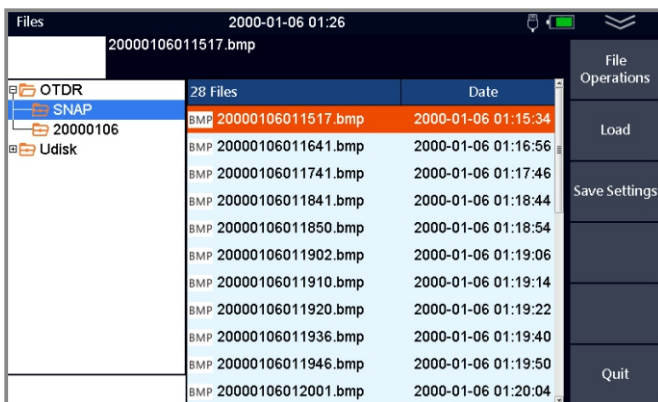 Files 2000-01-06 01:26
20000106011517.bmp
File
Operations
Load
Save Settings
Quit
OTDR
SNAP
20000106
Udisk
28 Files Date
BMP 20000106011517.bmp 2000-01-06 01:15:34
BMP 20000106011641.bmp 2000-01-06 01:16:56
BMP 20000106011741.bmp 2000-01-06 01:17:46
BMP 20000106011841.bmp 2000-01-06 01:18:44
BMP 20000106011850.bmp 2000-01-06 01:18:54
BMP 20000106011902.bmp 2000-01-06 01:19:06
BMP 20000106011910.bmp 2000-01-06 01:19:14
BMP 20000106011920.bmp 2000-01-06 01:19:22
BMP 20000106011936.bmp 2000-01-06 01:19:40
BMP 20000106011946.bmp 2000-01-06 01:19:50
BMP 20000106012001.bmp 2000-01-06 01:20:04